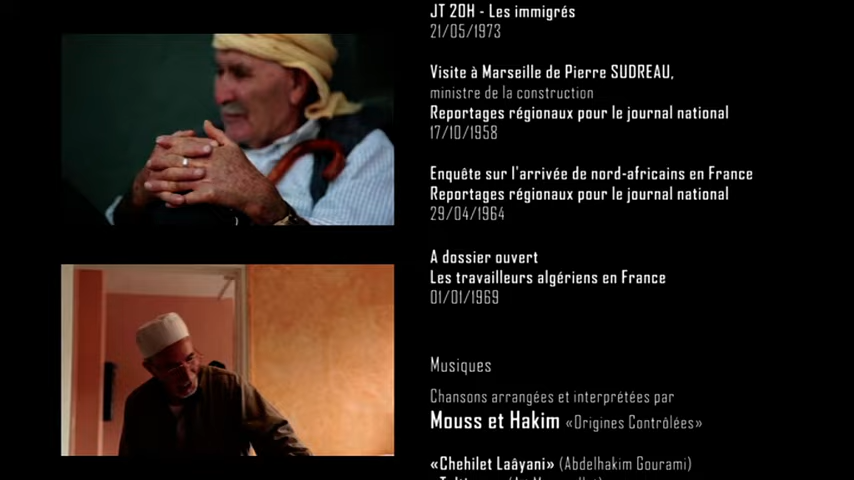 JT 20H - Les immigrés
21/05/1973
Visite à Marseille de Pierre SUDREAU,
ministre de la construction
Reportages régionaux pour le journal national
17/10/1958
Enquête sur l'arrivée de nord-africains en France
Reportages régionaux pour le journal national
29/04/1964
A dossier ouvert
Les travailleurs algériens en France
01/01/1969
Musiques
Chansons arrangées et interprétées par
Mouss et Hakim «Origines Contrôlées»
«Chehilet Laâyani» (Abdelhakim Gourami)